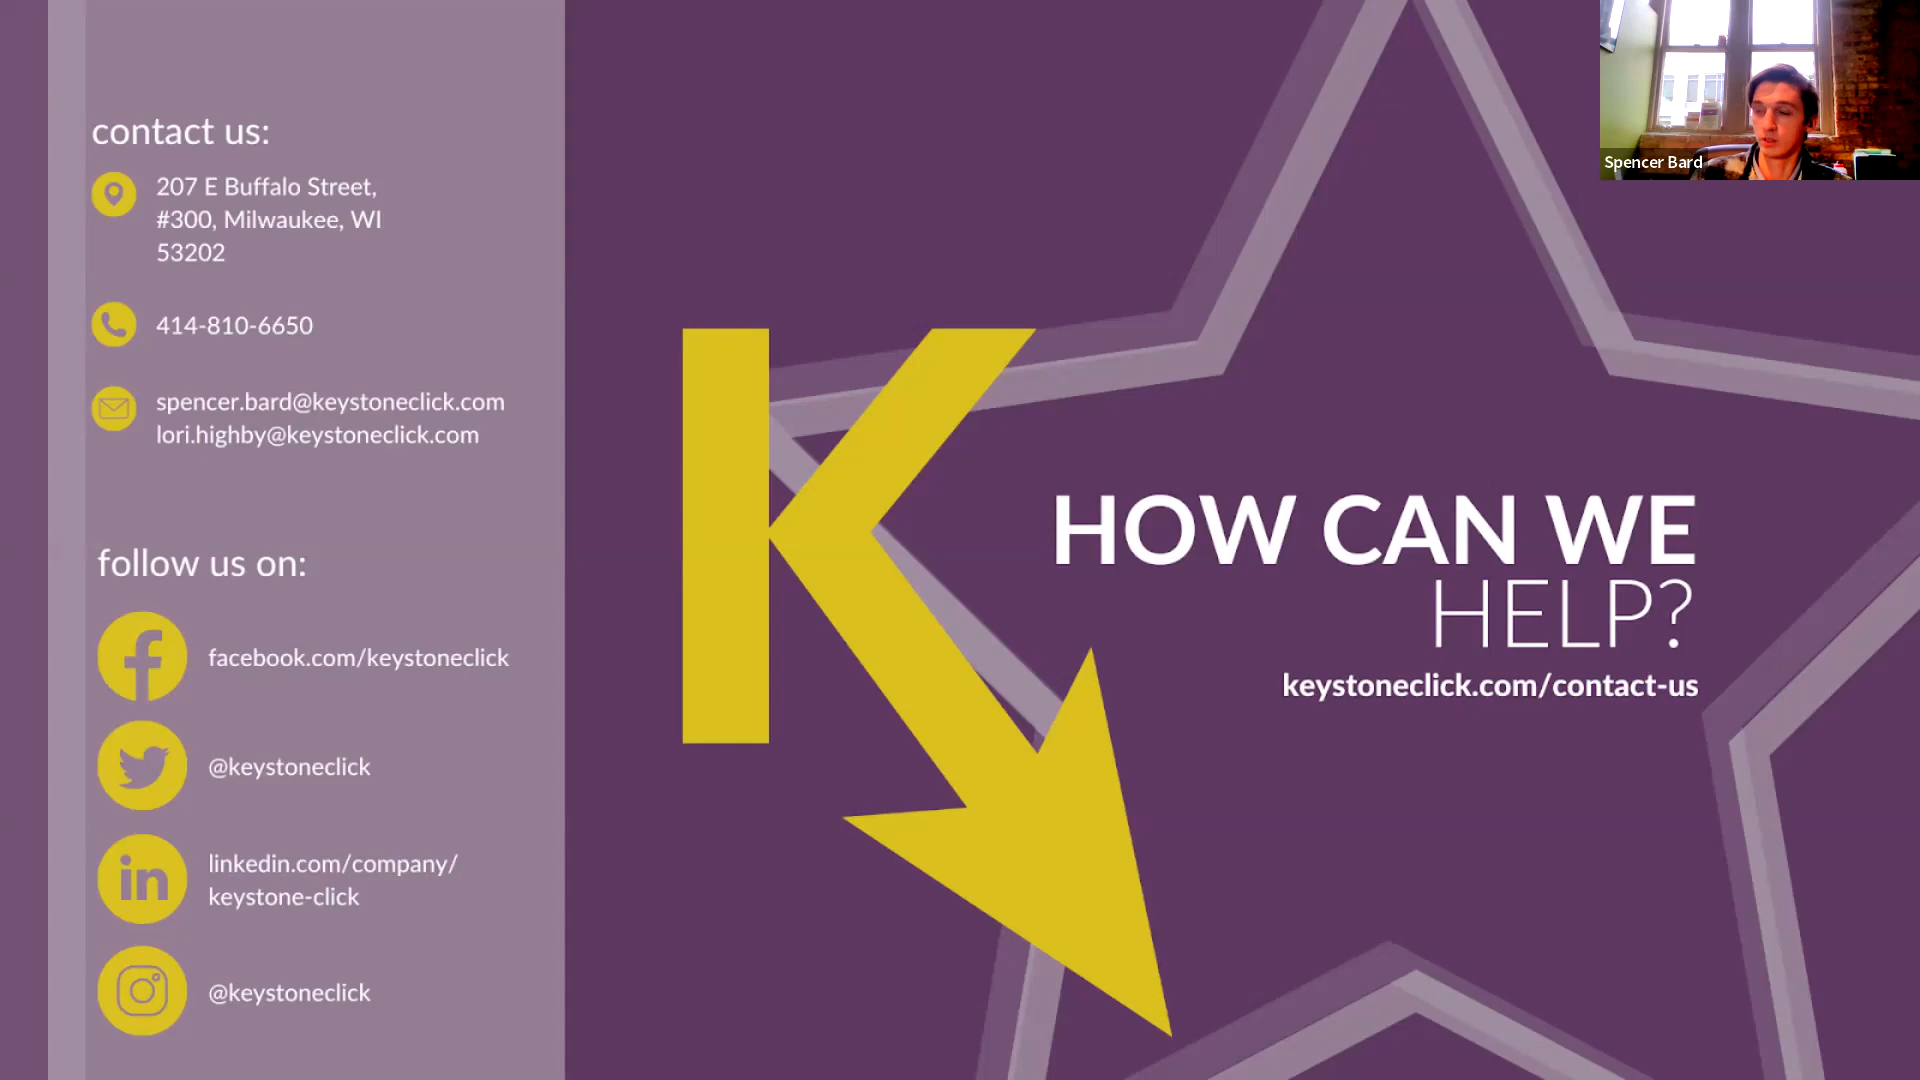 contact us:
207 E Buffalo Street,
#300, Milwaukee, WI
53202
414-810-6650
spencer.bard@keystoneclick.com
lori.highby@keystoneclick.com
follow us on:
facebook.com/keystoneclick
@keystoneclick
linkedin.com/company/
keystone-click
@keystoneclick
K
HOW CAN WE
HELP?
keystoneclick.com/contact-us
Spencer Bard